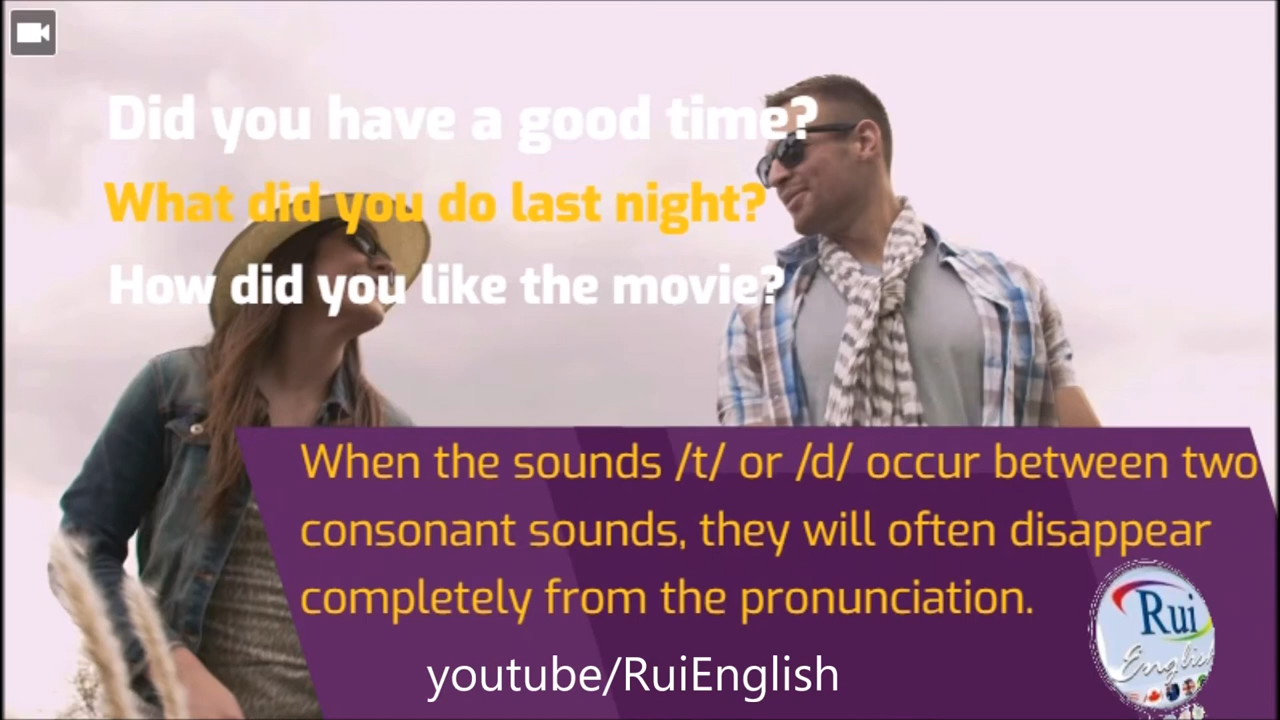 Did you have a good time?
What did you do last night?
How did you like the movie?
When the sounds /t/ or /d/ occur between two
consonant sounds, they will often disappear
completely from the pronunciation.
Rui
English
youtube/RuiEnglish